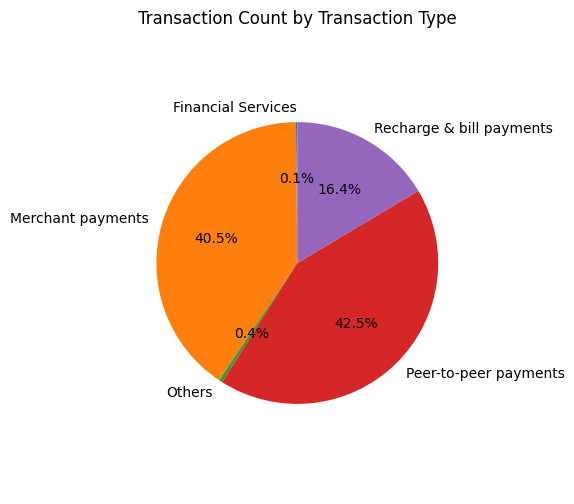 Transaction Count by Transaction Type
Financial Services
Recharge & bill payments
0.1%
16.4%
Merchant payments
40.5%
42.5%
0.4%
Peer-to-peer payments
Others